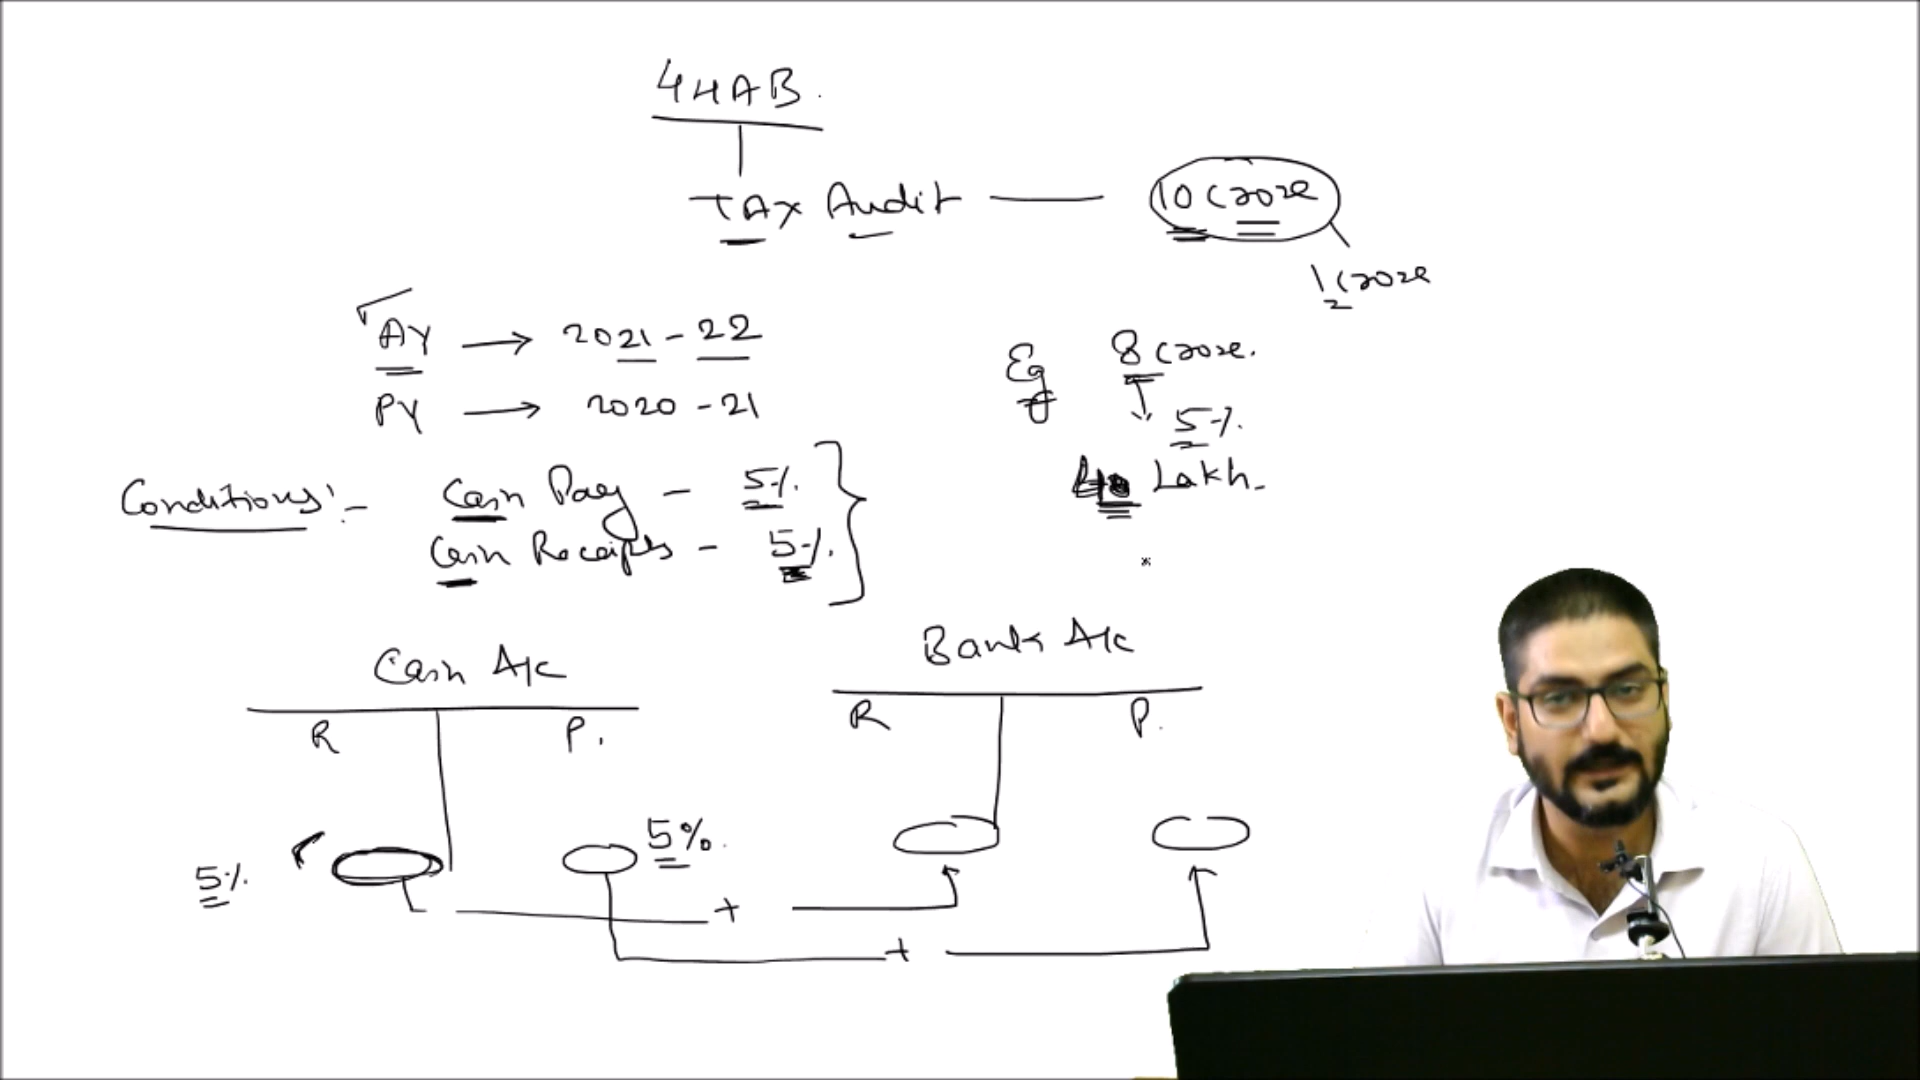 44AB.
TAX Audit — 10 Crore
1 Crore
AY → 2021-22
PY → 2020-21
Eg 8 Crore.
5%.
40 Lakh.
Conditions:- Cash Pay - 5%.
Cash Receipts - 5%.
Cash A/c
R P.
Bank A/c
R P.
5%
5%.
+
+